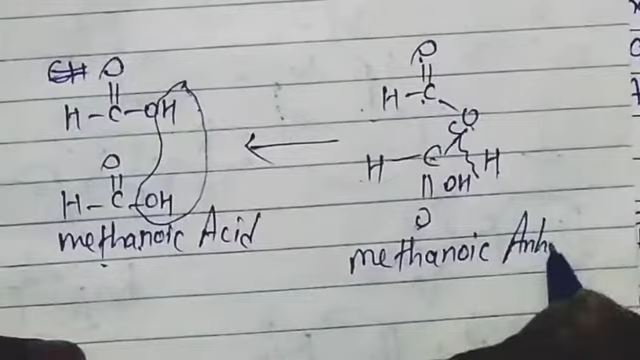 O
||
H-C-OH
O
||
H-C-OH
methanoic Acid
O
||
H-C
O
H-C H
|| OH
O
methanoic Anh